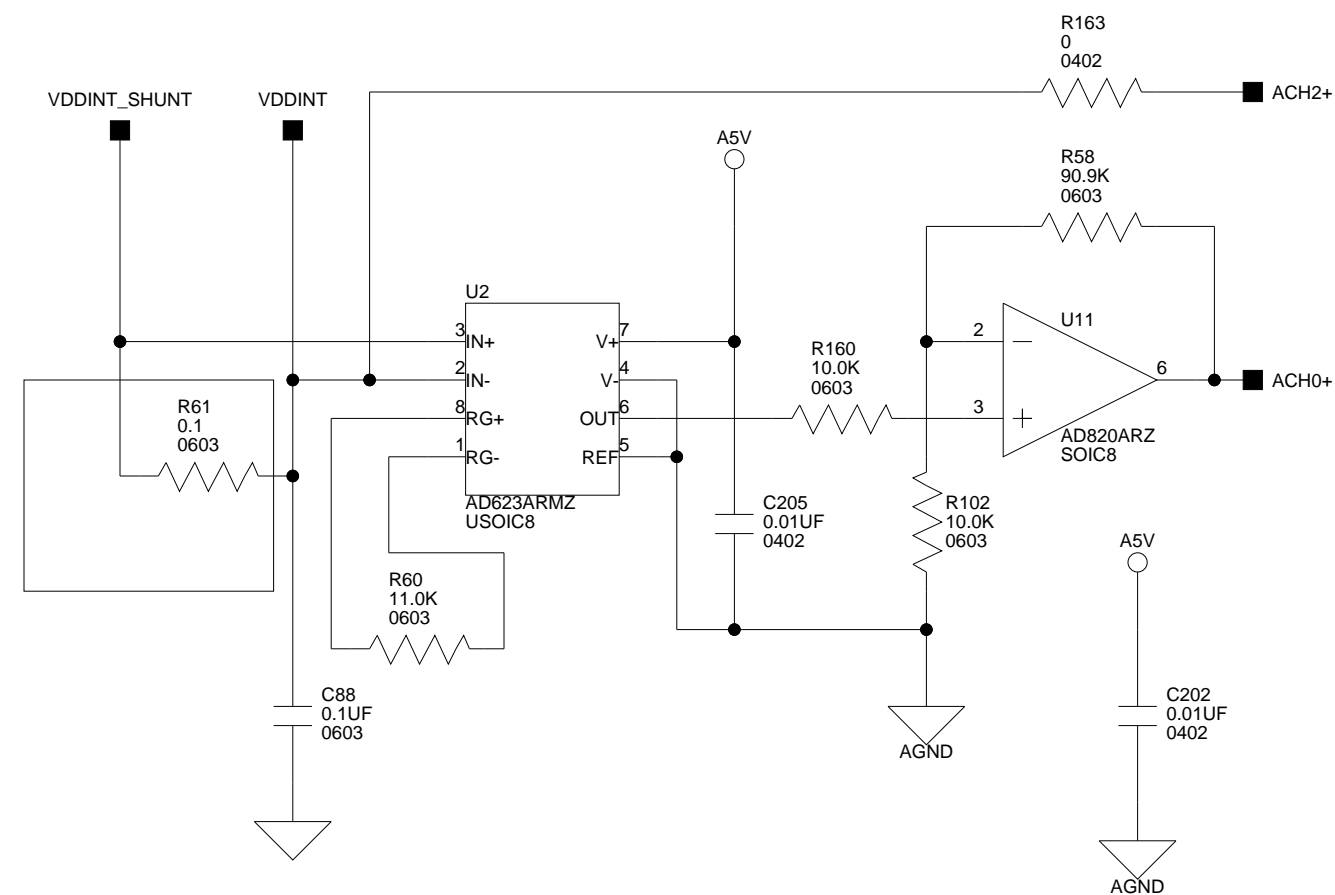 R163
0
0402
ACH2+
VDDINT_SHUNT
VDDINT
A5V
R58
90.9K
0603
U2
3
IN+
V+
7
2
IN-
V-
4
8
RG+
OUT
6
1
RG-
REF
5
AD623ARMZ
USOIC8
R160
10.0K
0603
U11
2
3
6
AD820ARZ
SOIC8
ACH0+
R61
0.1
0603
C205
0.01UF
0402
R102
10.0K
0603
R60
11.0K
0603
A5V
C88
0.1UF
0603
AGND
C202
0.01UF
0402
AGND